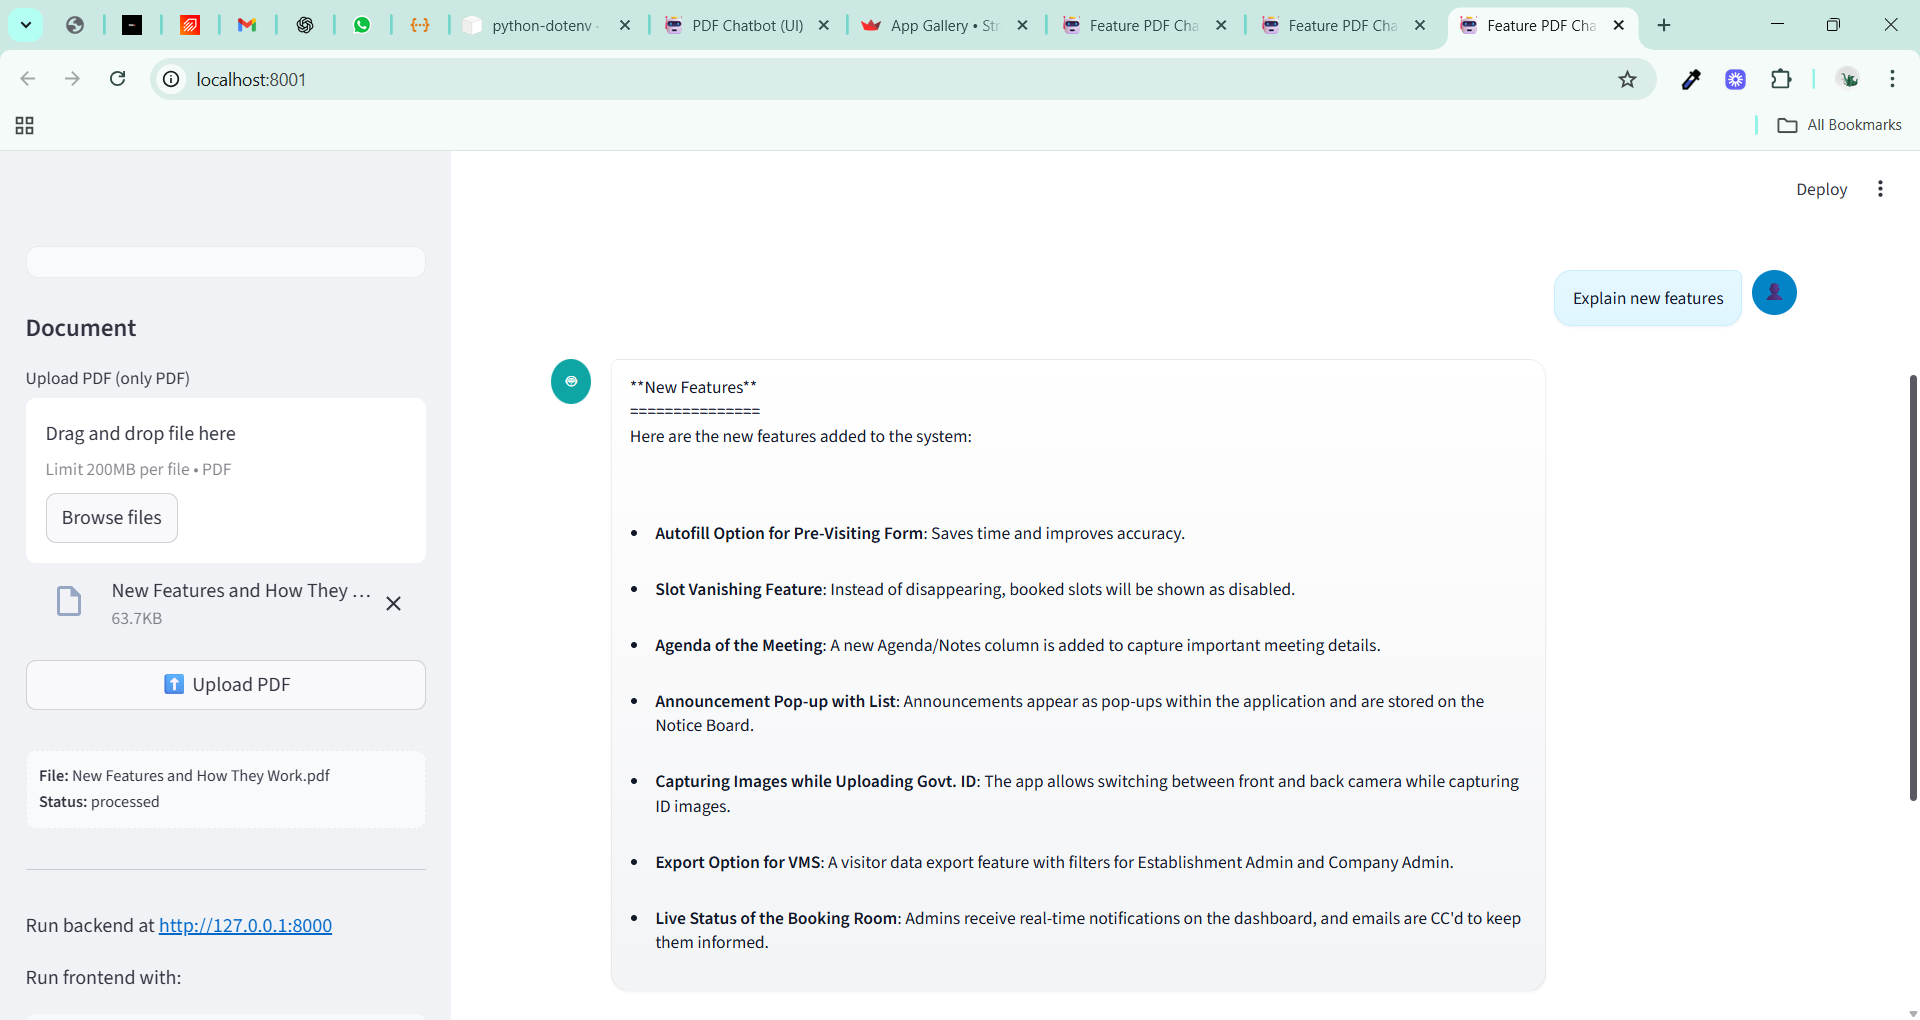 python-dotenv -
PDF Chatbot (UI)
App Gallery • Str
Feature PDF Cha
Feature PDF Cha
Feature PDF Cha
localhost:8001
All Bookmarks
Deploy
Document
Upload PDF (only PDF)
Drag and drop file here
Limit 200MB per file • PDF
Browse files
New Features and How They ...
63.7KB
Upload PDF
File: New Features and How They Work.pdf
Status: processed
Run backend at http://127.0.0.1:8000
Run frontend with:
Explain new features
**New Features**
===============
Here are the new features added to the system:
• Autofill Option for Pre-Visiting Form: Saves time and improves accuracy.
• Slot Vanishing Feature: Instead of disappearing, booked slots will be shown as disabled.
• Agenda of the Meeting: A new Agenda/Notes column is added to capture important meeting details.
• Announcement Pop-up with List: Announcements appear as pop-ups within the application and are stored on the
Notice Board.
• Capturing Images while Uploading Govt. ID: The app allows switching between front and back camera while capturing
ID images.
• Export Option for VMS: A visitor data export feature with filters for Establishment Admin and Company Admin.
• Live Status of the Booking Room: Admins receive real-time notifications on the dashboard, and emails are CC'd to keep
them informed.